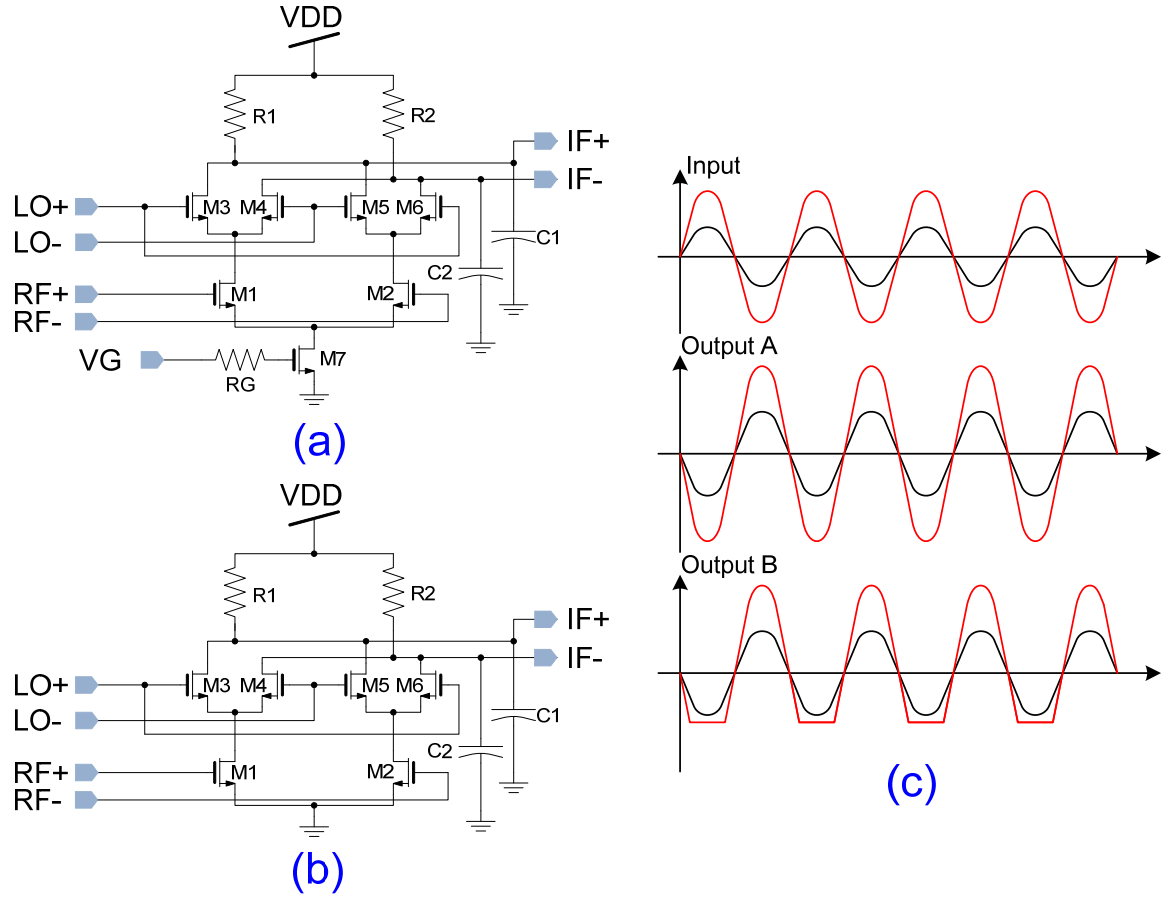 VDD
R1
R2
IF+
IF-
LO+
M3
M4
M5
M6
LO-
C1
C2
RF+
M1
M2
RF-
VG
RG
M7
(a)
VDD
R1
R2
IF+
IF-
LO+
M3
M4
M5
M6
LO-
C1
C2
RF+
M1
M2
RF-
(b)
Input
Output A
Output B
(c)